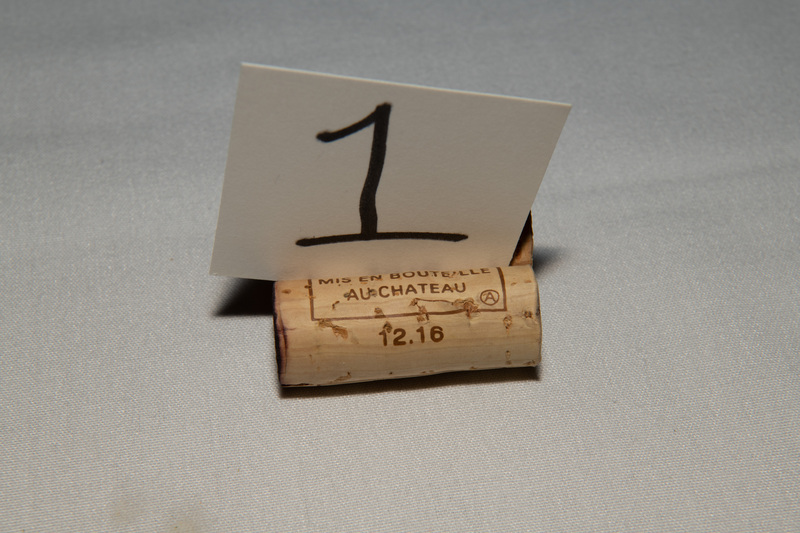 1
MIS EN BOUTEILLE
AU CHATEAU
A
12.16